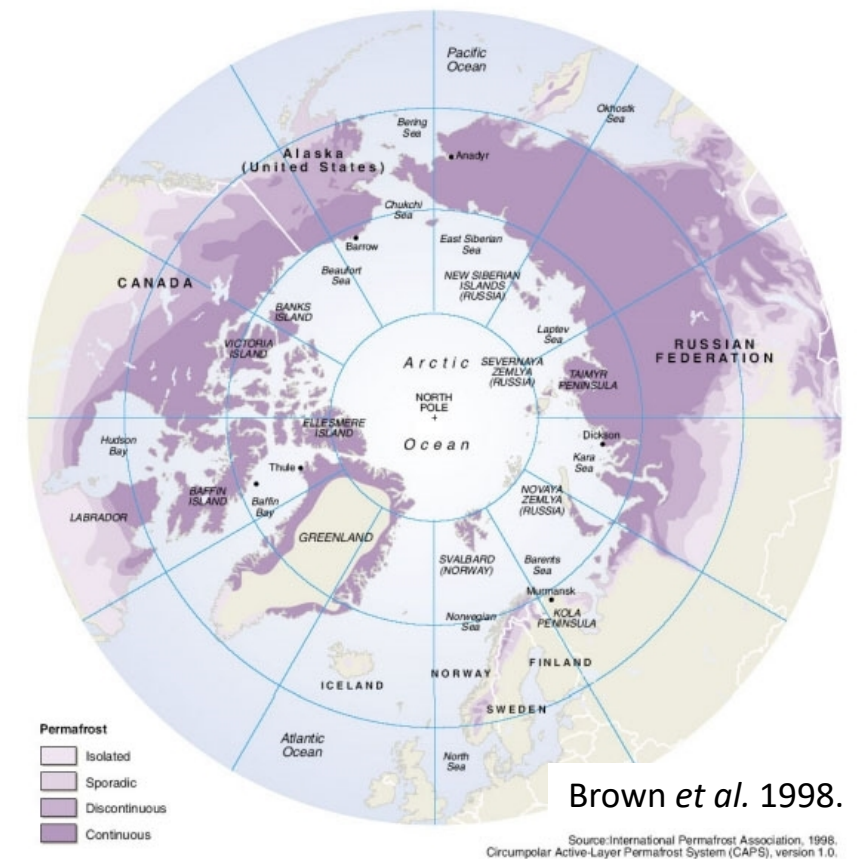 Pacific
Ocean
Okhostk
Sea
Bering
Sea
Alaska
(United States)
Anadyr
Chukchi
Sea
Barrow
East Siberian
Sea
Beaufort
Sea
NEW SIBERIAN
ISLANDS
(RUSSIA)
CANADA
BANKS
ISLAND
VICTORIA
ISLAND
Laptev
Sea
RUSSIAN
FEDERATION
Arctic
SEVERNAYA
ZEMLYA
(RUSSIA)
TAIMYR
PENINSULA
NORTH
POLE
+
Ocean
ELLESMERE
ISLAND
Hudson
Bay
Dickson
Kara
Sea
Thule
BAFFIN
ISLAND
Baffin
Bay
NOVAYA
ZEMLYA
(RUSSIA)
LABRADOR
GREENLAND
SVALBARD
(NORWAY)
Barents
Sea
Murmansk
KOLA
PENINSULA
Norwegian
Sea
FINLAND
NORWAY
ICELAND
SWEDEN
Atlantic
Ocean
North
Sea
Permafrost
Isolated
Sporadic
Discontinuous
Continuous
Brown et al. 1998.
Source:International Permafrost Association, 1998.
Circumpolar Active-Layer Permafrost System (CAPS), version 1.0.